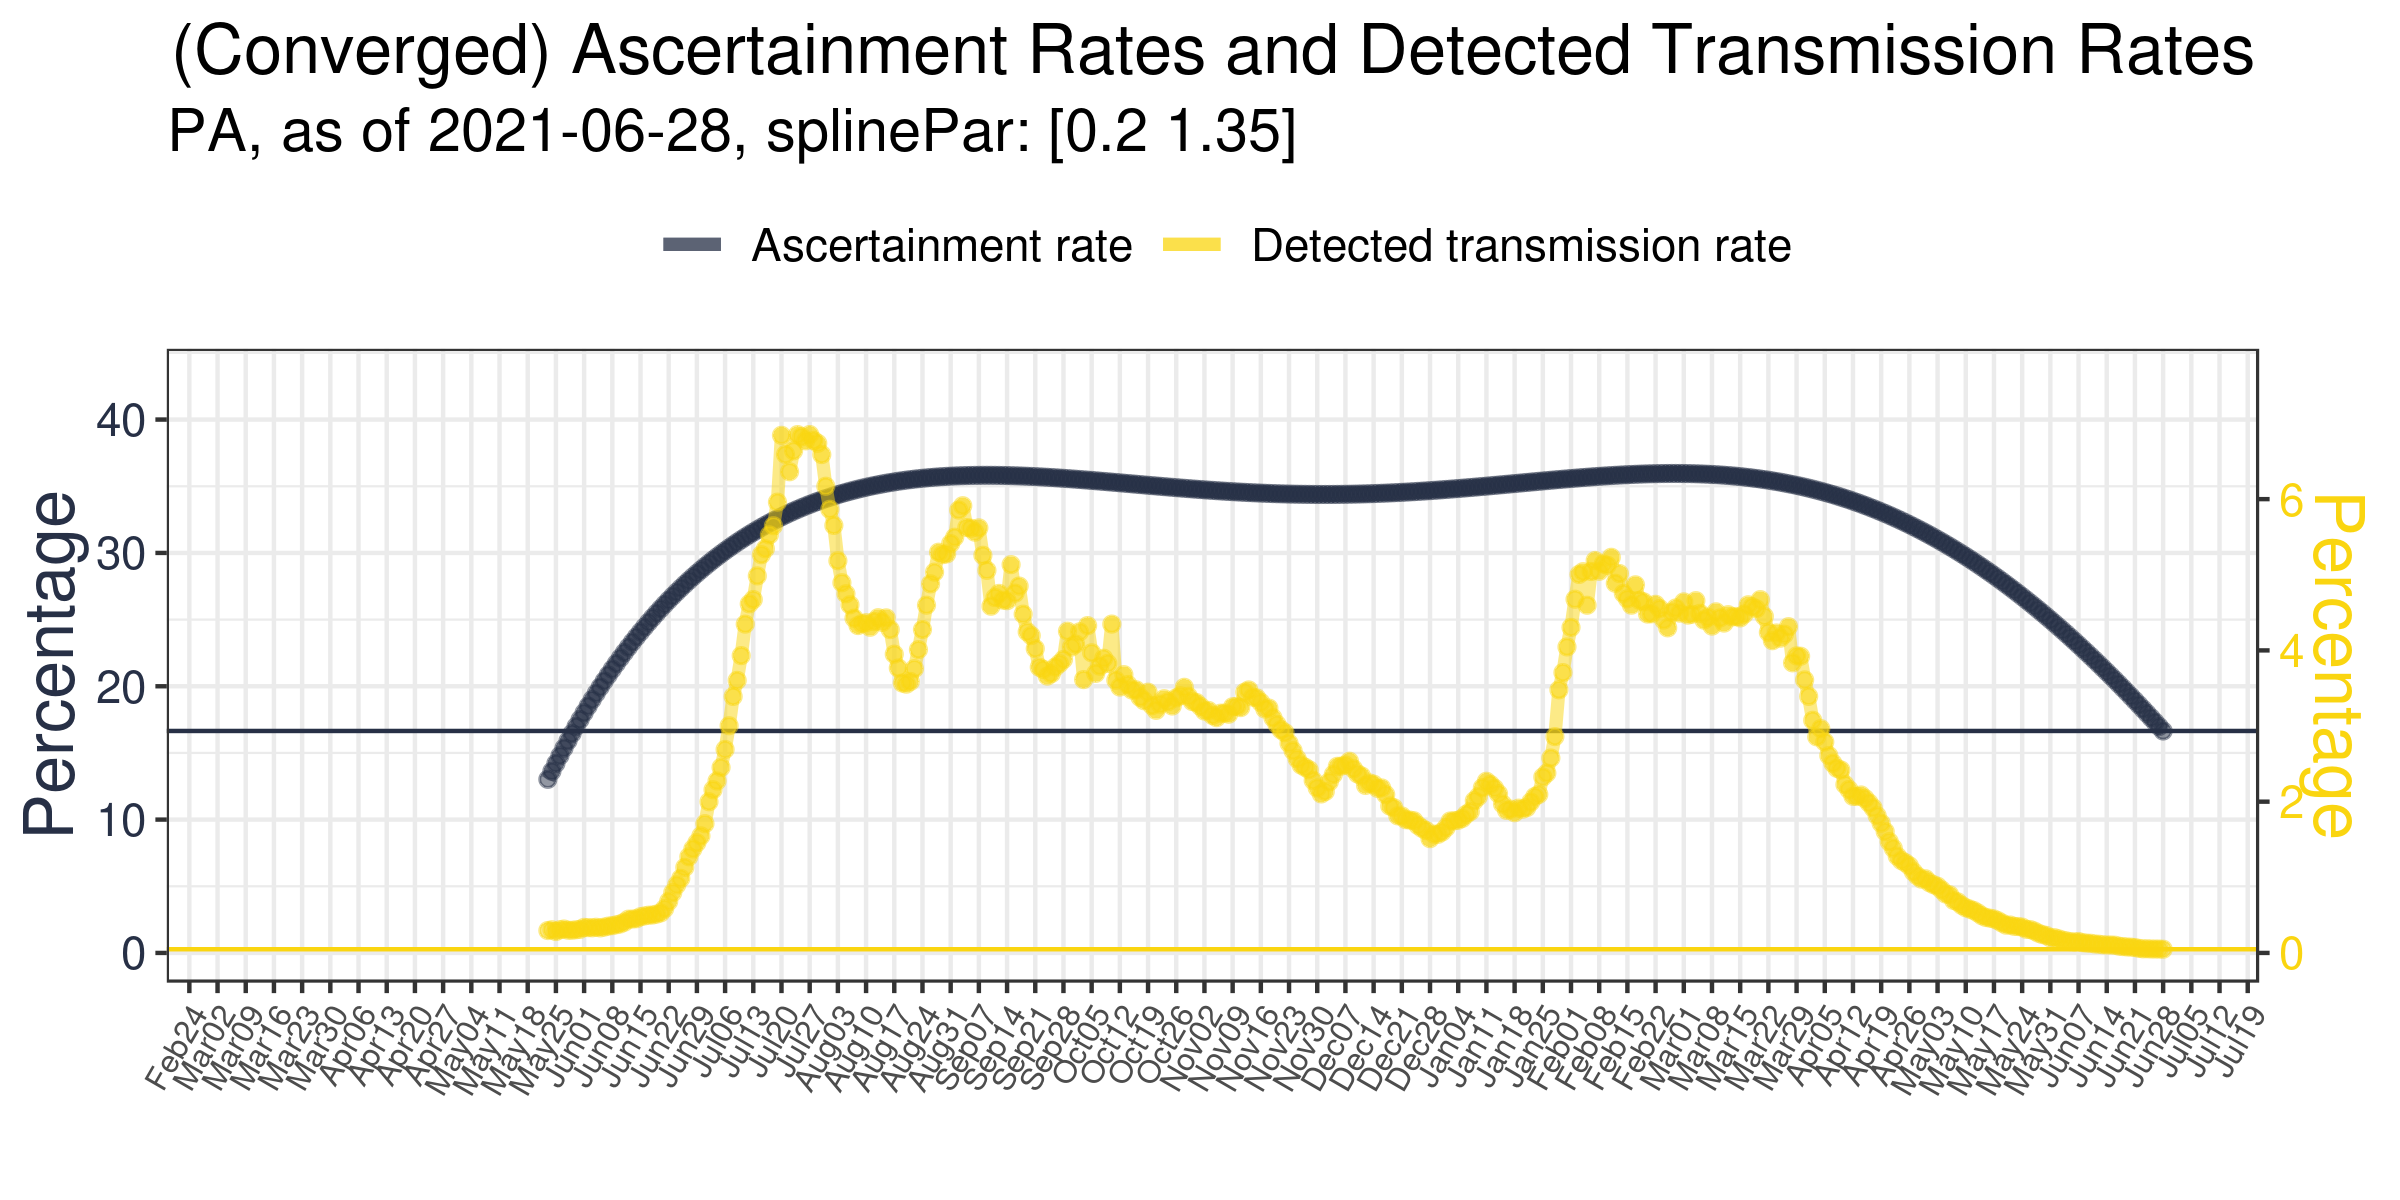 (Converged) Ascertainment Rates and Detected Transmission Rates
PA, as of 2021-06-28, splinePar: [0.2 1.35]
Ascertainment rate
Detected transmission rate
Percentage
40
30
20
10
0
6
4
2
0
Percentage
Feb24
Mar02
Mar09
Mar16
Mar23
Mar30
Apr06
Apr13
Apr20
Apr27
May04
May11
May18
May25
Jun01
Jun08
Jun15
Jun22
Jun29
Jul06
Jul13
Jul20
Jul27
Aug03
Aug10
Aug17
Aug24
Aug31
Sep07
Sep14
Sep21
Sep28
Oct05
Oct12
Oct19
Oct26
Nov02
Nov09
Nov16
Nov23
Nov30
Dec07
Dec14
Dec21
Dec28
Jan04
Jan11
Jan18
Jan25
Feb01
Feb08
Feb15
Feb22
Mar01
Mar08
Mar15
Mar22
Mar29
Apr05
Apr12
Apr19
Apr26
May03
May10
May17
May24
May31
Jun07
Jun14
Jun21
Jun28
Jul05
Jul12
Jul19